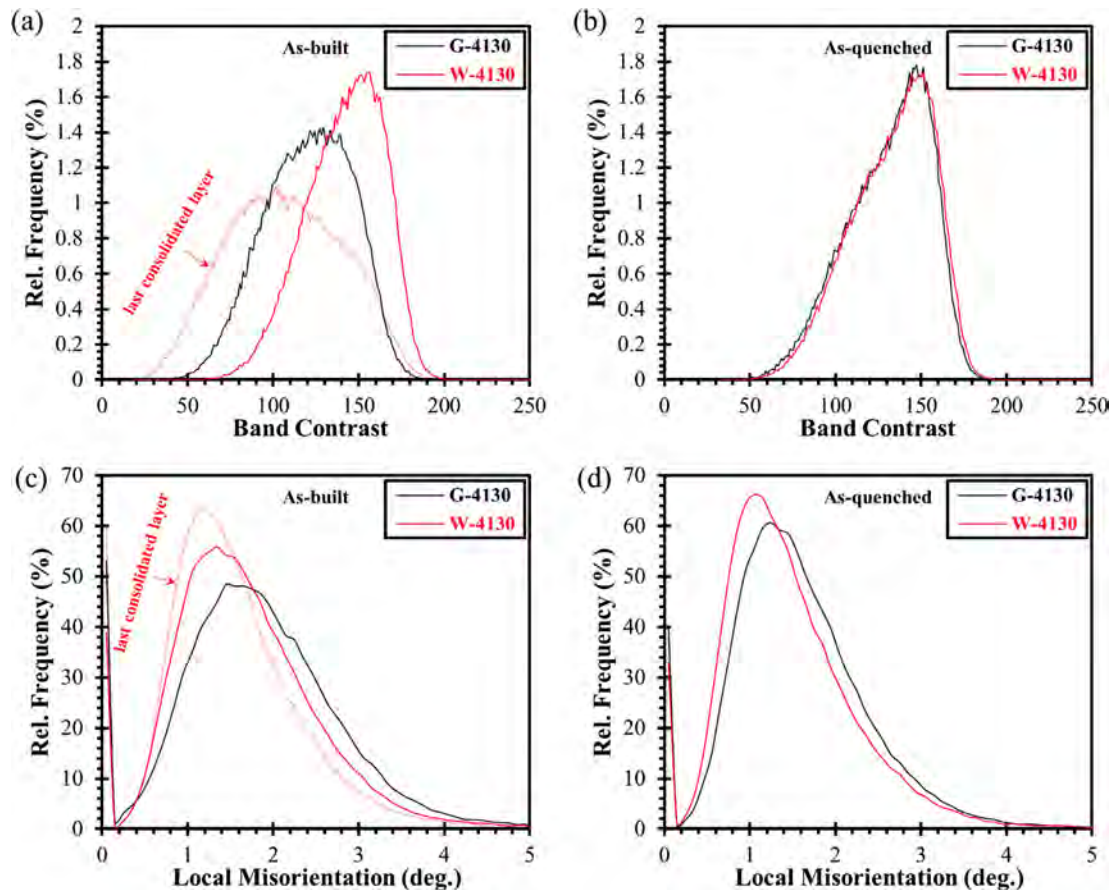 (a)
As-built
G-4130
W-4130
last consolidated layer
2
1.8
1.6
1.4
1.2
1
0.8
0.6
0.4
0.2
0
Rel. Frequency (%)
0 50 100 150 200 250
Band Contrast
(b)
As-quenched
G-4130
W-4130
2
1.8
1.6
1.4
1.2
1
0.8
0.6
0.4
0.2
0
Rel. Frequency (%)
0 50 100 150 200 250
Band Contrast
(c)
As-built
G-4130
W-4130
last consolidated layer
70
60
50
40
30
20
10
0
Rel. Frequency (%)
0 1 2 3 4 5
Local Misorientation (deg.)
(d)
As-quenched
G-4130
W-4130
70
60
50
40
30
20
10
0
Rel. Frequency (%)
0 1 2 3 4 5
Local Misorientation (deg.)